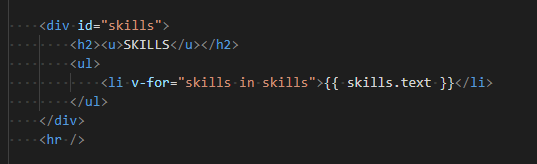 <div id="skills">
<h2><u>SKILLS</u></h2>
<ul>
<li v-for="skills in skills">{{ skills.text }}</li>
</ul>
</div>
<hr />